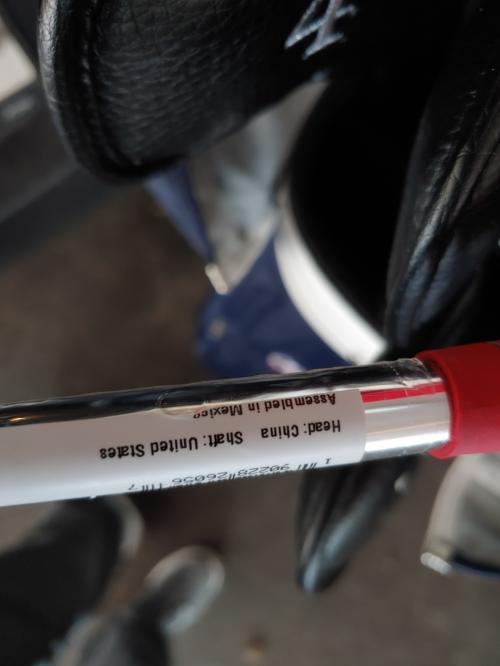 Assembled in Mexico
Head: China Shaft: United States